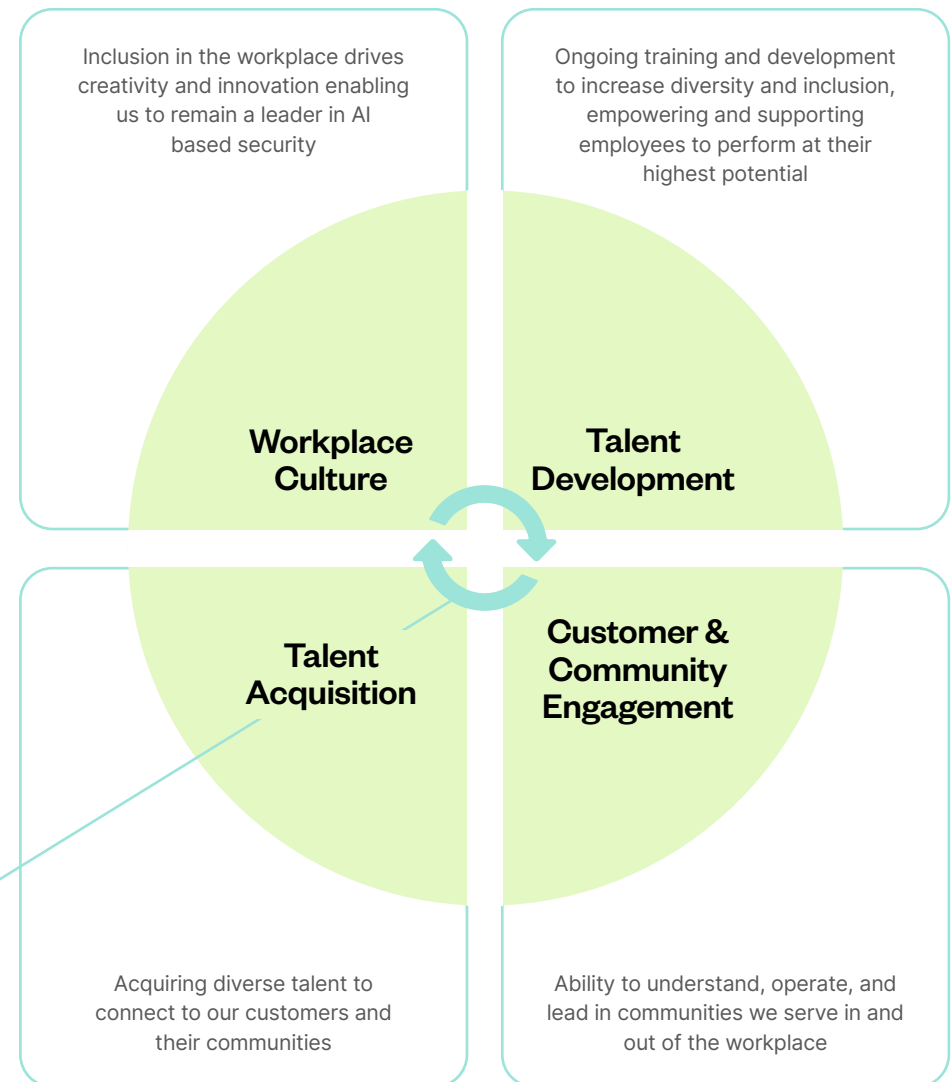 Inclusion in the workplace drives
creativity and innovation enabling
us to remain a leader in AI
based security
Ongoing training and development
to increase diversity and inclusion,
empowering and supporting
employees to perform at their
highest potential
Workplace
Culture
Talent
Development
Talent
Acquisition
Customer &
Community
Engagement
Acquiring diverse talent to
connect to our customers and
their communities
Ability to understand, operate, and
lead in communities we serve in and
out of the workplace